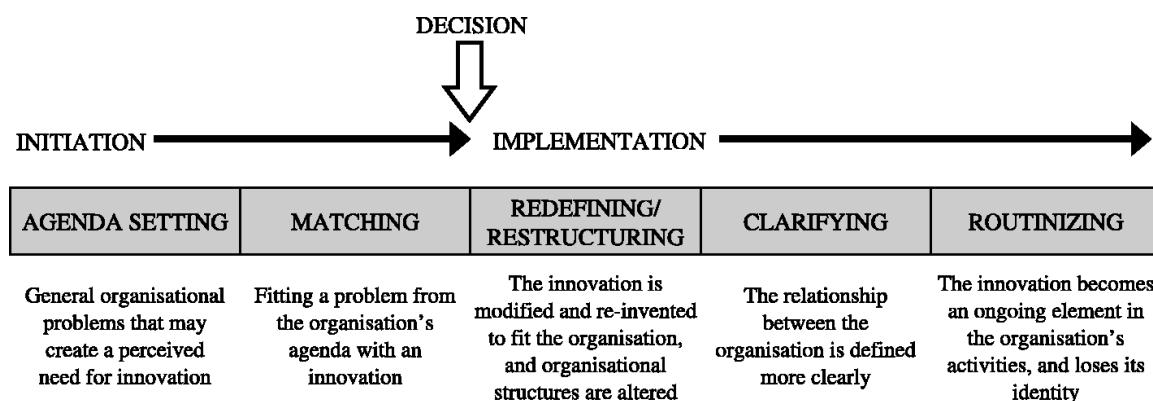 DECISION
INITIATION
IMPLEMENTATION
AGENDA SETTING
MATCHING
REDEFINING/
RESTRUCTURING
CLARIFYING
ROUTINIZING
General organisational
problems that may
create a perceived
need for innovation
Fitting a problem from
the organisation's
agenda with an
innovation
The innovation is
modified and re-invented
to fit the organisation,
and organisational
structures are altered
The relationship
between the
organisation is defined
more clearly
The innovation becomes
an ongoing element in
the organisation's
activities, and loses its
identity